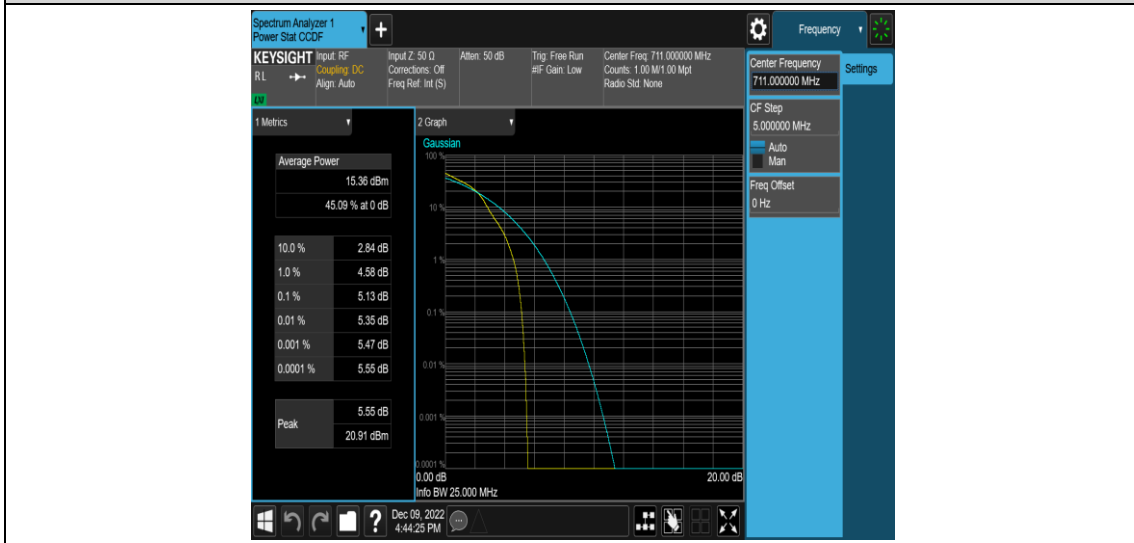 Spectrum Analyzer 1
Power Stat CCDF
+
Frequency
KEYSIGHT
RL
Input: RF
Coupling: DC
Align: Auto
Input Z: 50 Ω
Corrections: Off
Freq Ref: Int (S)
Atten: 50 dB
Trig: Free Run
#IF Gain: Low
Center Freq: 711.000000 MHz
Counts: 1.00 M/1.00 Mpt
Radio Std: None
Center Frequency
711.000000 MHz
Settings
CF Step
5.000000 MHz
Auto
Man
Freq Offset
0 Hz
1 Metrics
Average Power
15.36 dBm
45.09 % at 0 dB
10.0 % 2.84 dB
1.0 % 4.58 dB
0.1 % 5.13 dB
0.01 % 5.35 dB
0.001 % 5.47 dB
0.0001 % 5.55 dB
Peak 5.55 dB
20.91 dBm
2 Graph
Gaussian
100 %
10 %
1 %
0.1 %
0.01 %
0.001 %
0.0001 %
0.00 dB 20.00 dB
Info BW 25.000 MHz
?
Dec 09, 2022
4:44:25 PM